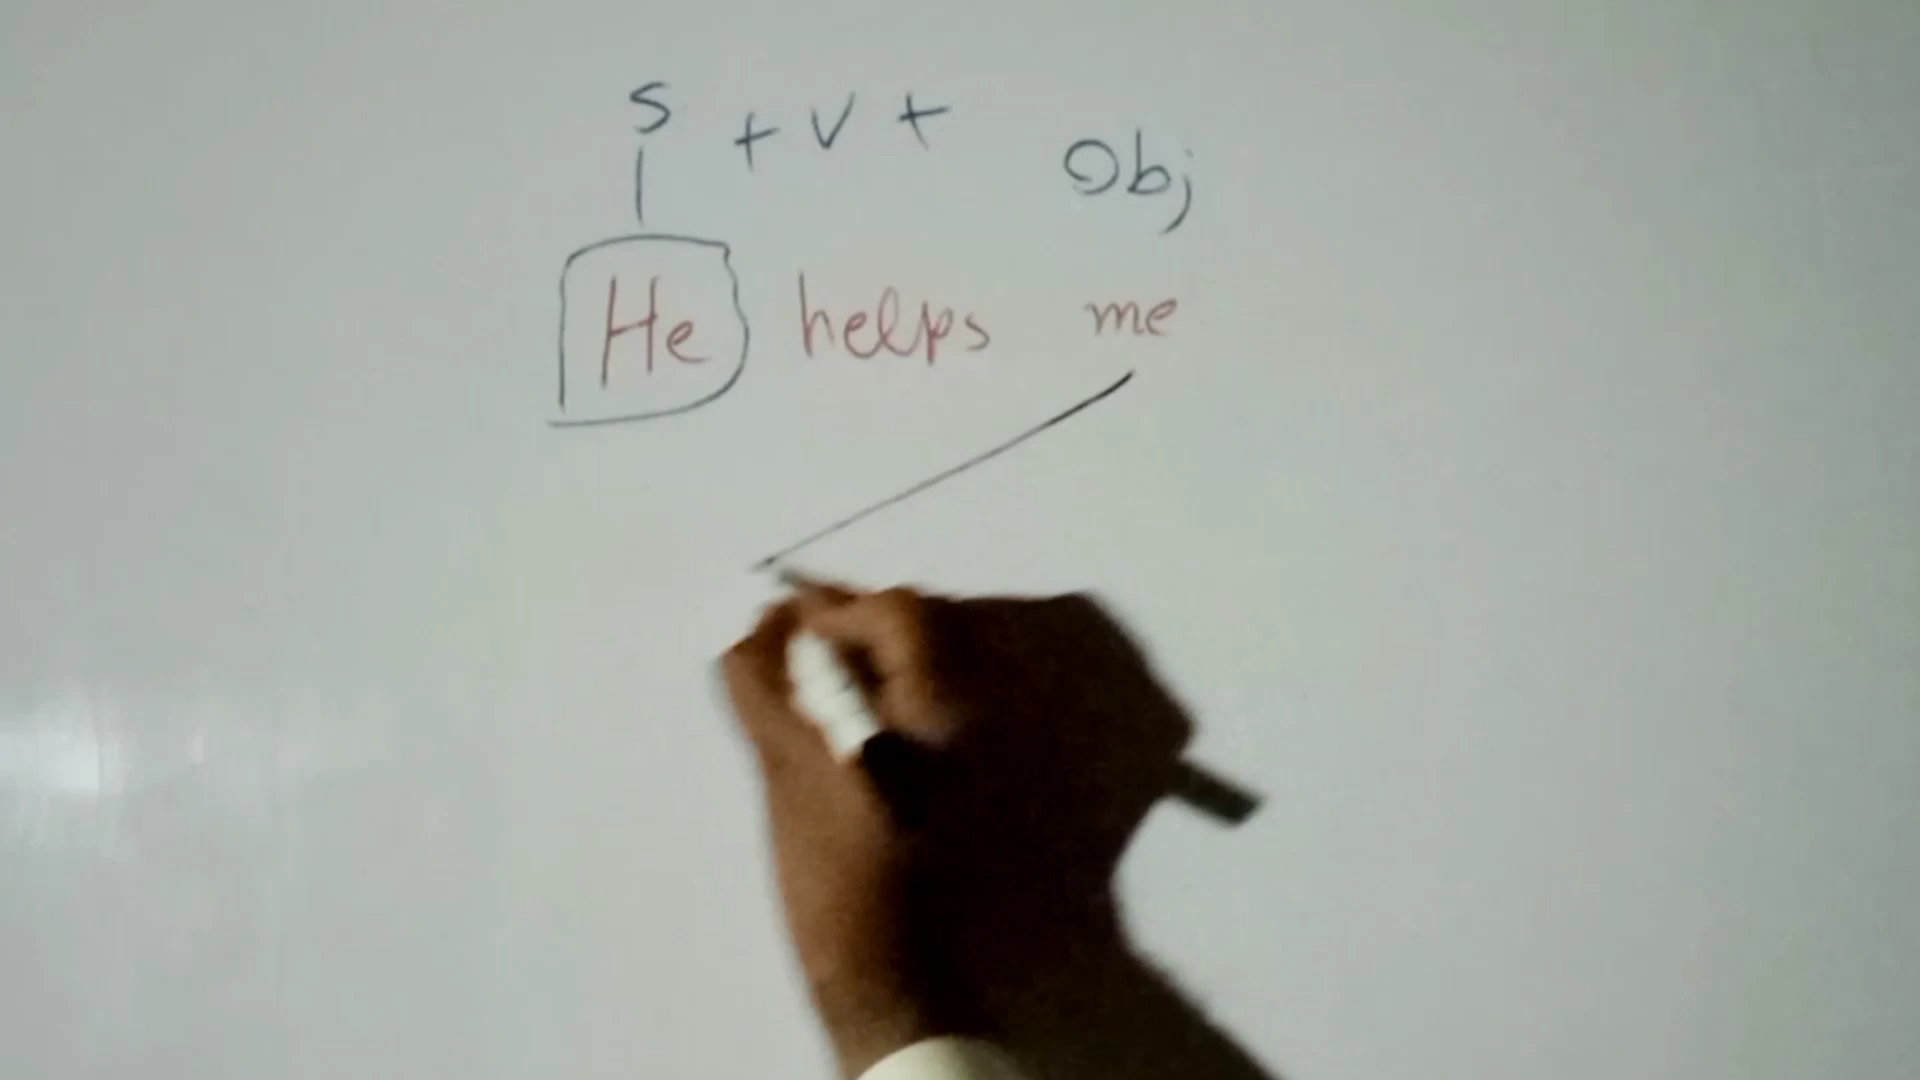 S + V + Obj
He helps me